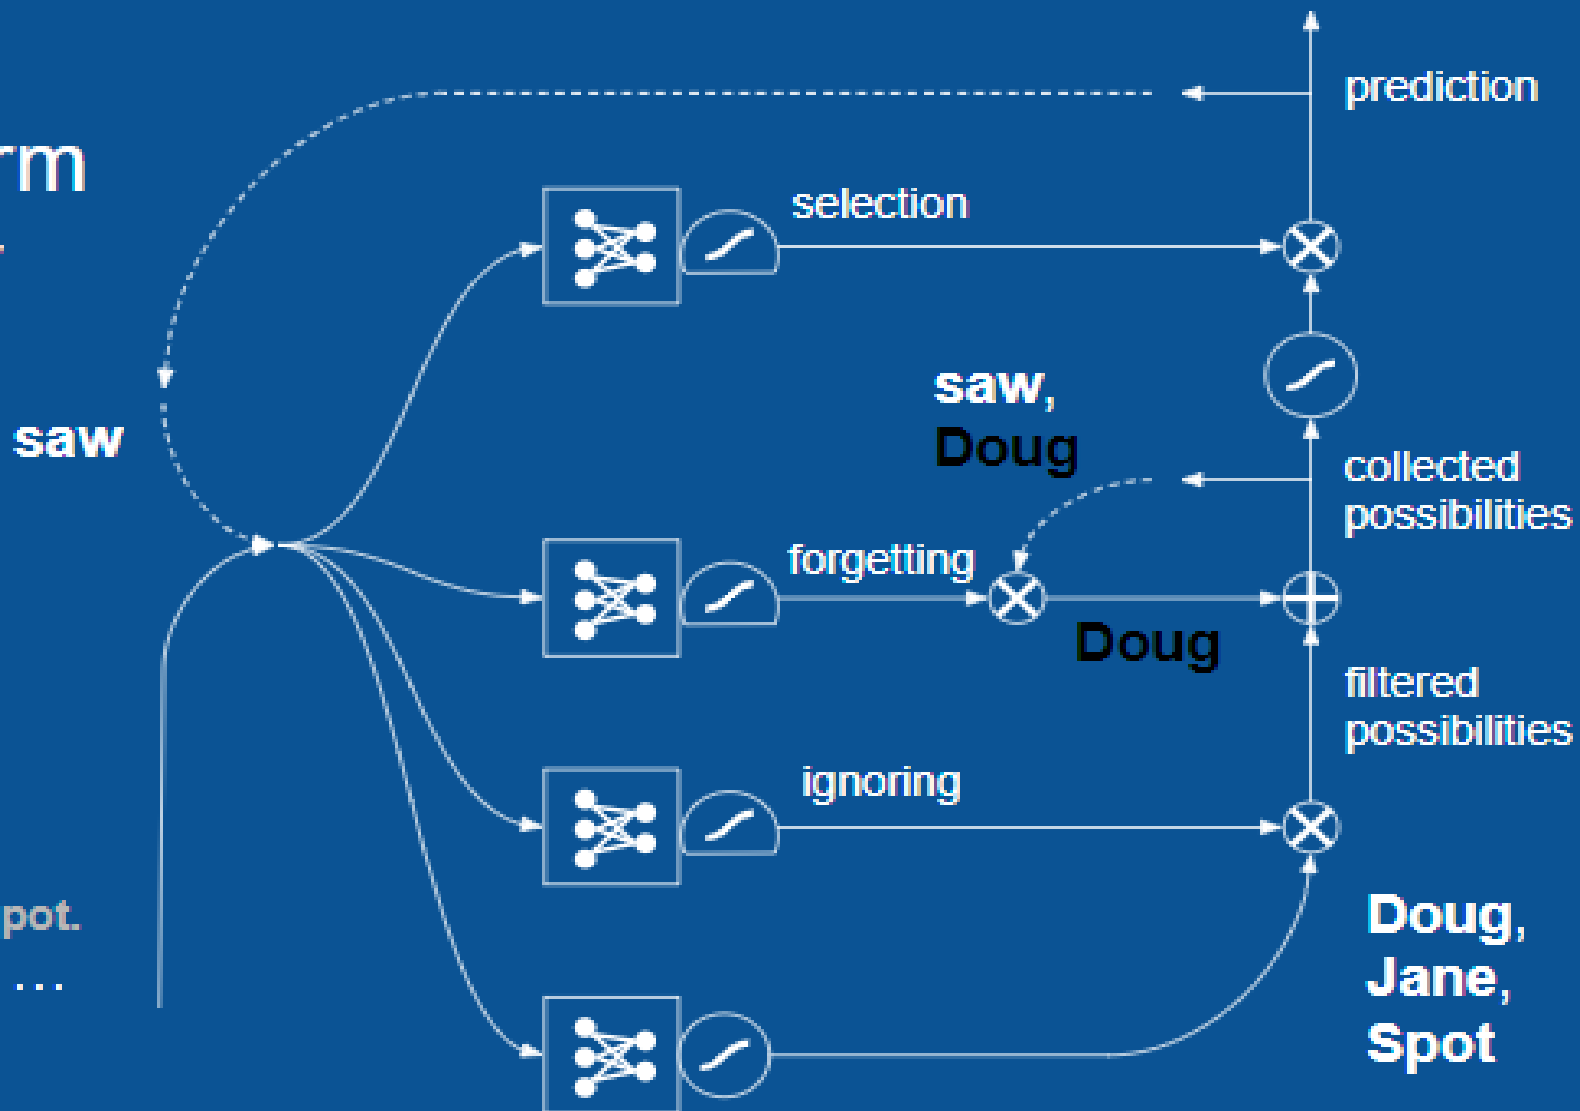 prediction
rm
selection
saw,
Doug
saw
collected
possibilities
forgetting
Doug
filtered
possibilities
ignoring
pot.
Doug,
...
Jane,
Spot